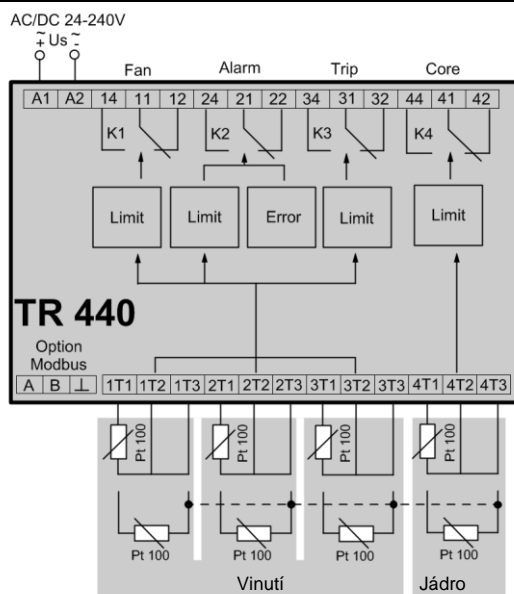 AC/DC 24-240V
~ Us ~
+ -
Fan Alarm Trip Core
A1 A2 14 11 12 24 21 22 34 31 32 44 41 42
K1 K2 K3 K4
Limit Limit Error Limit Limit
TR 440
Option
Modbus
A B ⊥ 1T1 1T2 1T3 2T1 2T2 2T3 3T1 3T2 3T3 4T1 4T2 4T3
Pt 100 Pt 100 Pt 100 Pt 100
Pt 100 Pt 100 Pt 100 Pt 100
Vinutí Jádro